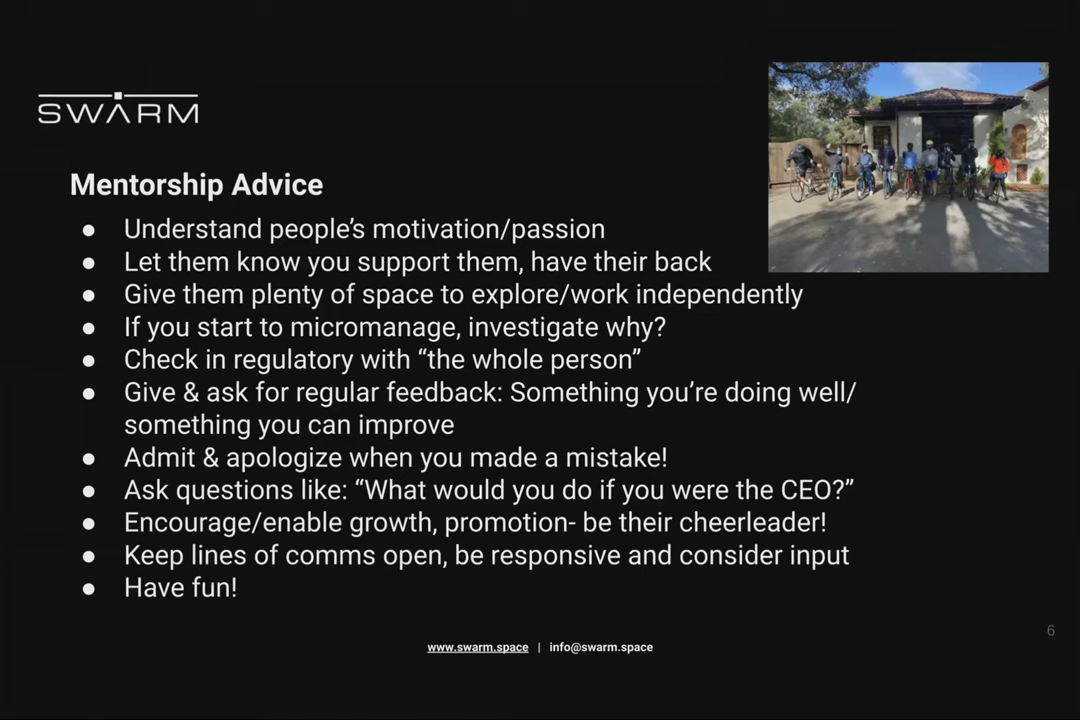 SWARM
Mentorship Advice
● Understand people’s motivation/passion
● Let them know you support them, have their back
● Give them plenty of space to explore/work independently
● If you start to micromanage, investigate why?
● Check in regulatory with “the whole person”
● Give & ask for regular feedback: Something you’re doing well/
something you can improve
● Admit & apologize when you made a mistake!
● Ask questions like: “What would you do if you were the CEO?”
● Encourage/enable growth, promotion- be their cheerleader!
● Keep lines of comms open, be responsive and consider input
● Have fun!
6
www.swarm.space | info@swarm.space